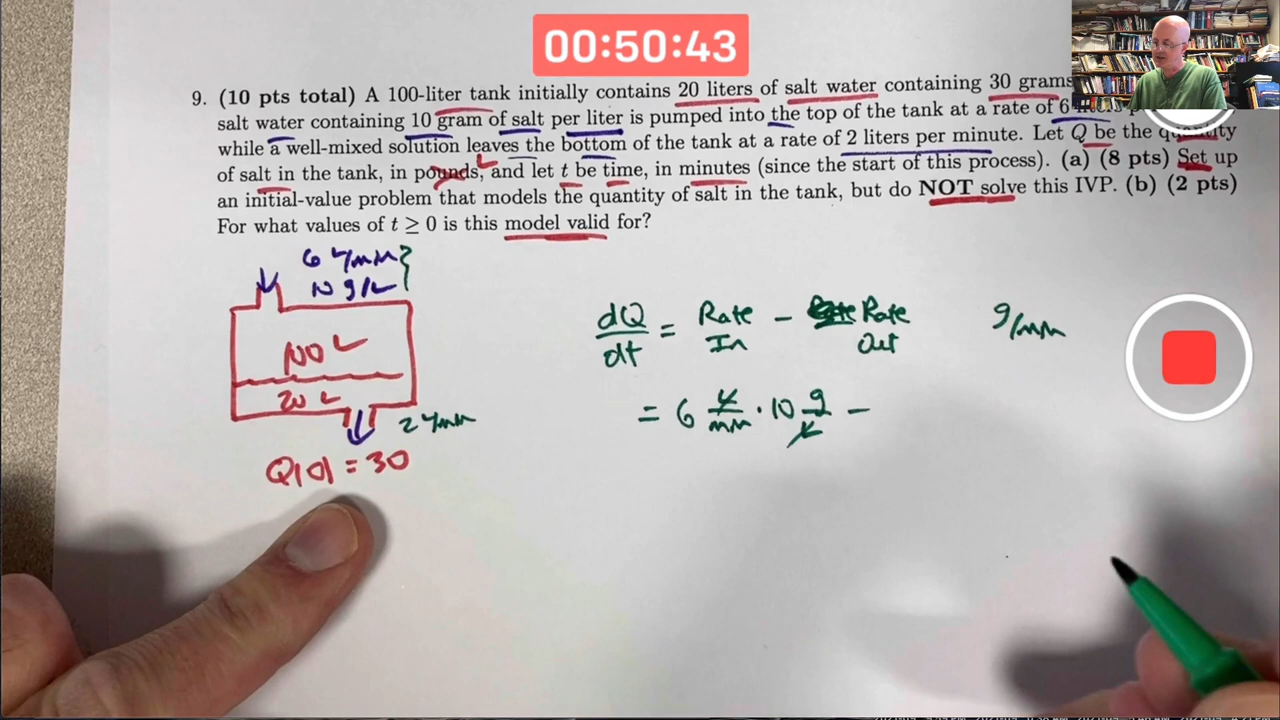 00:50:43
9. (10 pts total) A 100-liter tank initially contains 20 liters of salt water containing 30 grams
salt water containing 10 gram of salt per liter is pumped into the top of the tank at a rate of 6
while a well-mixed solution leaves the bottom of the tank at a rate of 2 liters per minute. Let Q be the quantity
of salt in the tank, in pounds, and let t be time, in minutes (since the start of this process). (a) (8 pts) Set up
an initial-value problem that models the quantity of salt in the tank, but do NOT solve this IVP. (b) (2 pts)
For what values of t ≥ 0 is this model valid for?
6 L/min
10 g/L
100 L
20 L
2 L/min
Q(0) = 30
dQ/dt = Rate In − Rate Out g/min
= 6 L/min · 10 g/L −